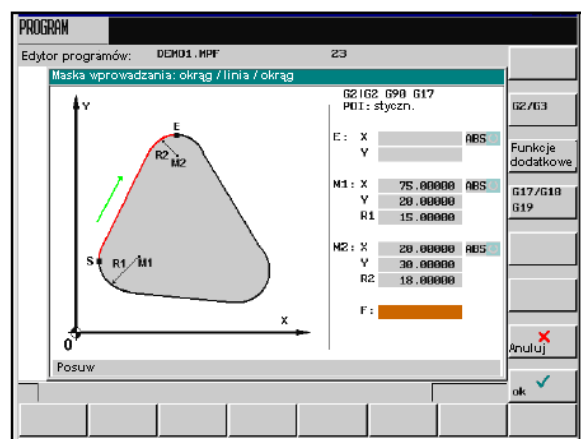 PROGRAM
Edytor programów: DEMO1.MPF 23
Maska wprowadzania: okrąg / linia / okrąg
G2|G2 G90 G17
POI: styczn.
E: X ABS
Y
M1: X 75.00000 ABS
Y 20.00000
R1 15.00000
M2: X 20.00000 ABS
Y 30.00000
R2 18.00000
F:
Y
E
R2
M2
S
R1
M1
X
0
Posuw
G2/G3
Funkcje
dodatkowe
G17/G18
G19
Anuluj
ok